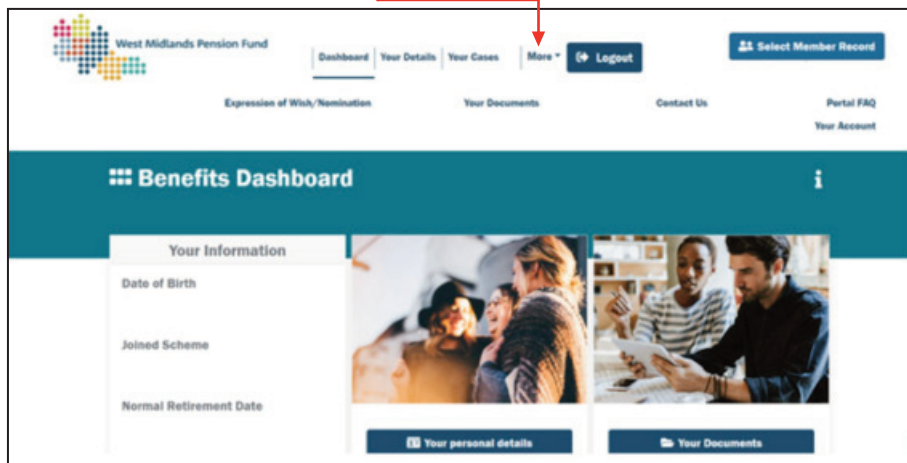 West Midlands Pension Fund
Dashboard Your Details Your Cases More Logout
Select Member Record
Expression of Wish/Nomination Your Documents Contact Us Portal FAQ
Your Account
Benefits Dashboard i
Your Information
Date of Birth
Joined Scheme
Normal Retirement Date
Your personal details
Your Documents